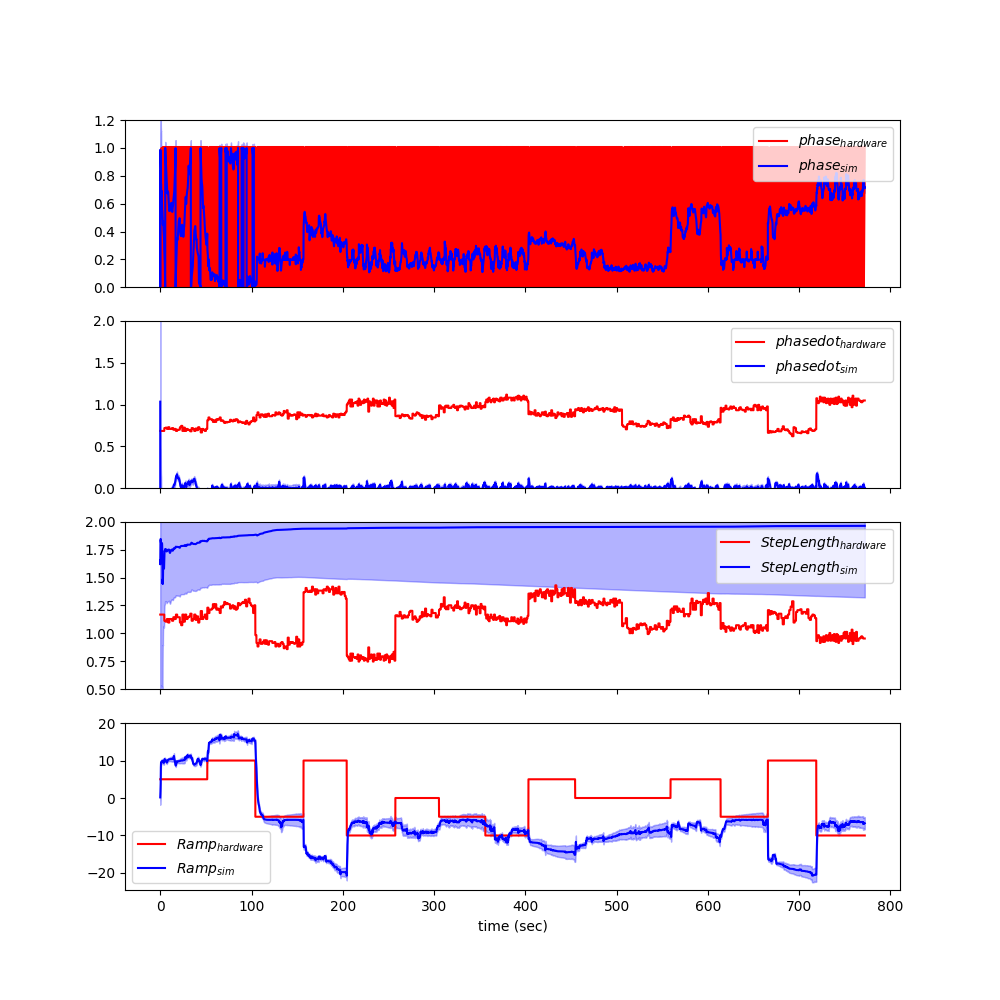 1.2
1.0
0.8
0.6
0.4
0.2
0.0
phase_hardware
phase_sim
2.0
1.5
1.0
0.5
0.0
phasedot_hardware
phasedot_sim
2.00
1.75
1.50
1.25
1.00
0.75
0.50
StepLength_hardware
StepLength_sim
20
10
0
−10
−20
Ramp_hardware
Ramp_sim
0 100 200 300 400 500 600 700 800
time (sec)